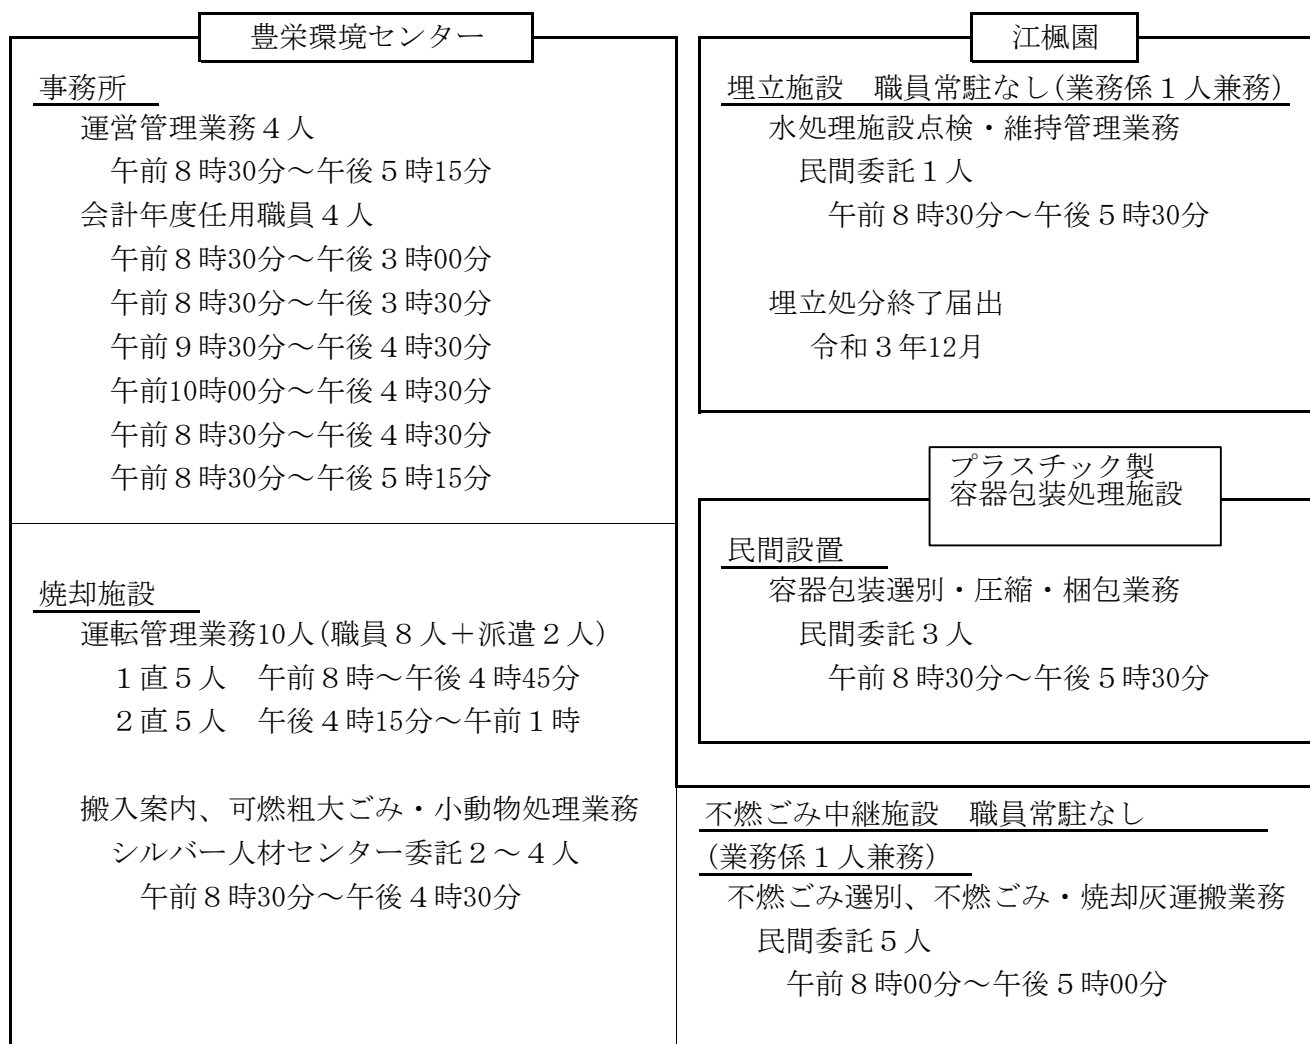 豊栄環境センター
事務所
運営管理業務４人
午前８時30分～午後５時15分
会計年度任用職員４人
午前８時30分～午後３時00分
午前８時30分～午後３時30分
午前９時30分～午後４時30分
午前10時00分～午後４時30分
午前８時30分～午後４時30分
午前８時30分～午後５時15分
焼却施設
運転管理業務10人(職員８人＋派遣２人)
１直５人　午前８時～午後４時45分
２直５人　午後４時15分～午前１時
搬入案内、可燃粗大ごみ・小動物処理業務
シルバー人材センター委託２～４人
午前８時30分～午後４時30分
江楓園
埋立施設　職員常駐なし(業務係１人兼務)
水処理施設点検・維持管理業務
民間委託１人
午前８時30分～午後５時30分
埋立処分終了届出
令和３年12月
プラスチック製
容器包装処理施設
民間設置
容器包装選別・圧縮・梱包業務
民間委託３人
午前８時30分～午後５時30分
不燃ごみ中継施設　職員常駐なし
(業務係１人兼務)
不燃ごみ選別、不燃ごみ・焼却灰運搬業務
民間委託５人
午前８時00分～午後５時00分